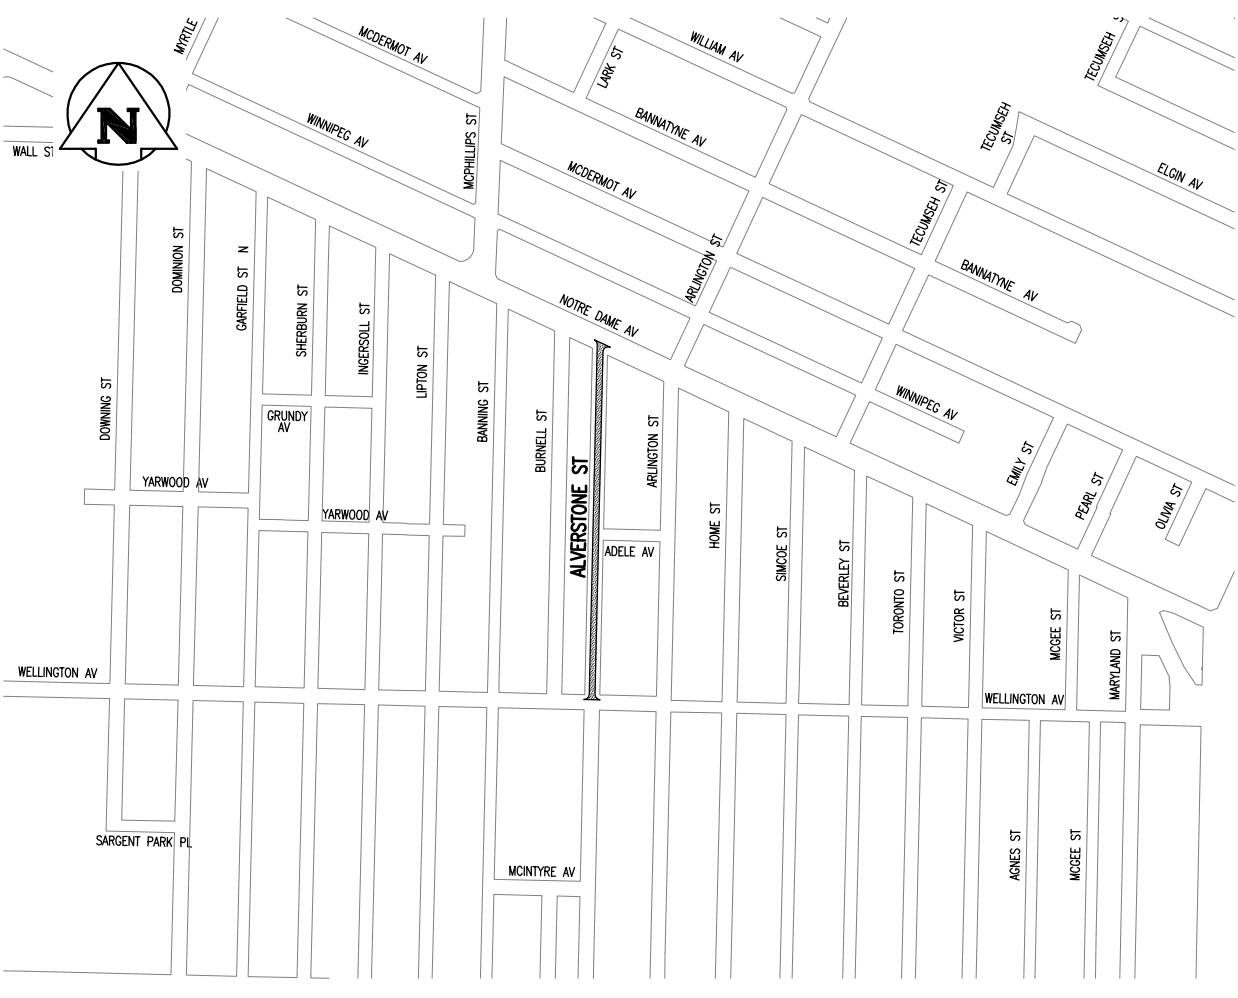 MYRTLE
MCDERMOT AV
LARK ST
WILLIAM AV
TECUMSEH
N
WINNIPEG AV
MCPHILLIPS ST
BANNATYNE AV
TECUMSEH
ST
WALL ST
MCDERMOT AV
ELGIN AV
TECUMSEH ST
DOMINION ST
GARFIELD ST N
ARLINGTON ST
BANNATYNE AV
SHERBURN ST
INGERSOLL ST
NOTRE DAME AV
LIPTON ST
DOWNING ST
BANNING ST
BURNELL ST
ARLINGTON ST
WINNIPEG AV
GRUNDY
AV
EMILY ST
PEARL ST
OLIVIA ST
YARWOOD AV
YARWOOD AV
ALVERSTONE ST
ADELE AV
HOME ST
SIMCOE ST
BEVERLEY ST
TORONTO ST
VICTOR ST
MCGEE ST
MARYLAND ST
WELLINGTON AV
WELLINGTON AV
SARGENT PARK PL
MCINTYRE AV
AGNES ST
MCGEE ST